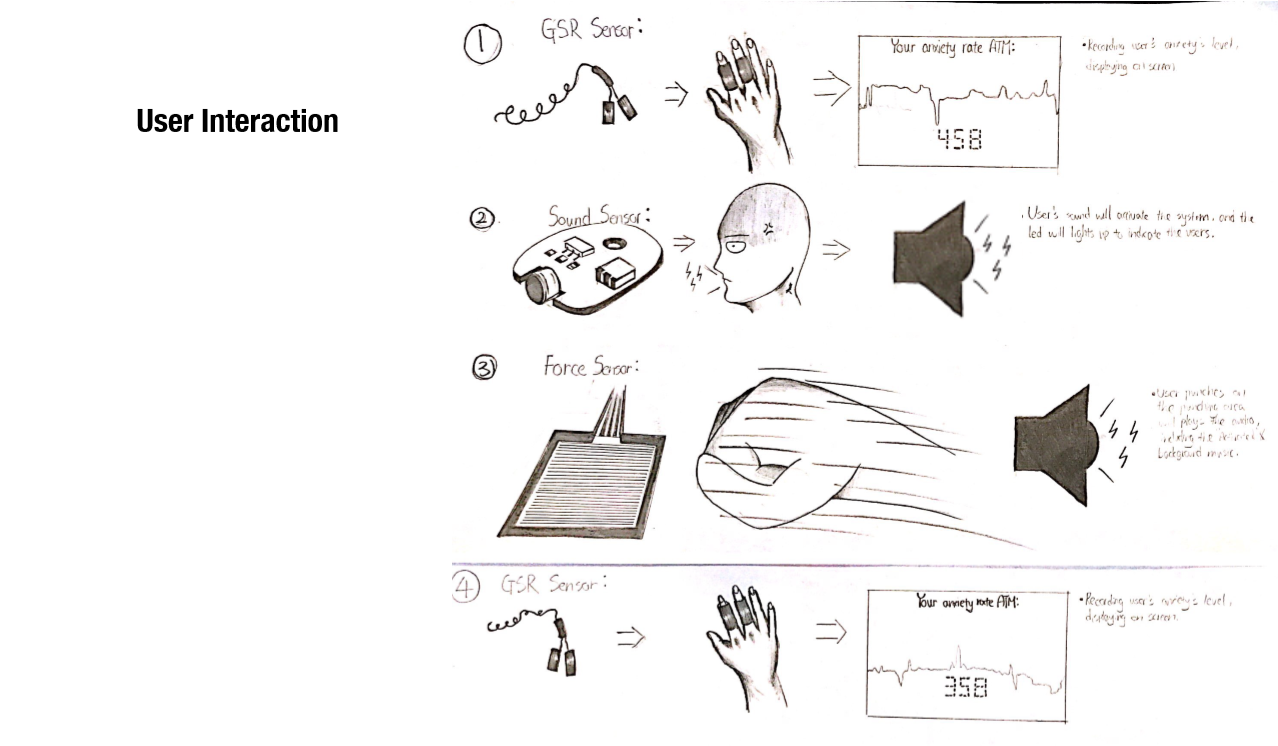 User Interaction
1 GSR Sensor:
Your anxiety rate ATM:
458
• Recording user's anxiety's level,
displaying on screen
2. Sound Sensor:
. User's sound will activate the system, and the
led will lights up to indicate the users.
3 Force Sensor:
• User punches on
the punching area
will play the audio,
including the &
background music.
4 GSR Sensor:
Your anxiety rate ATM:
358
• Recording user's anxiety's level,
displaying on screen.